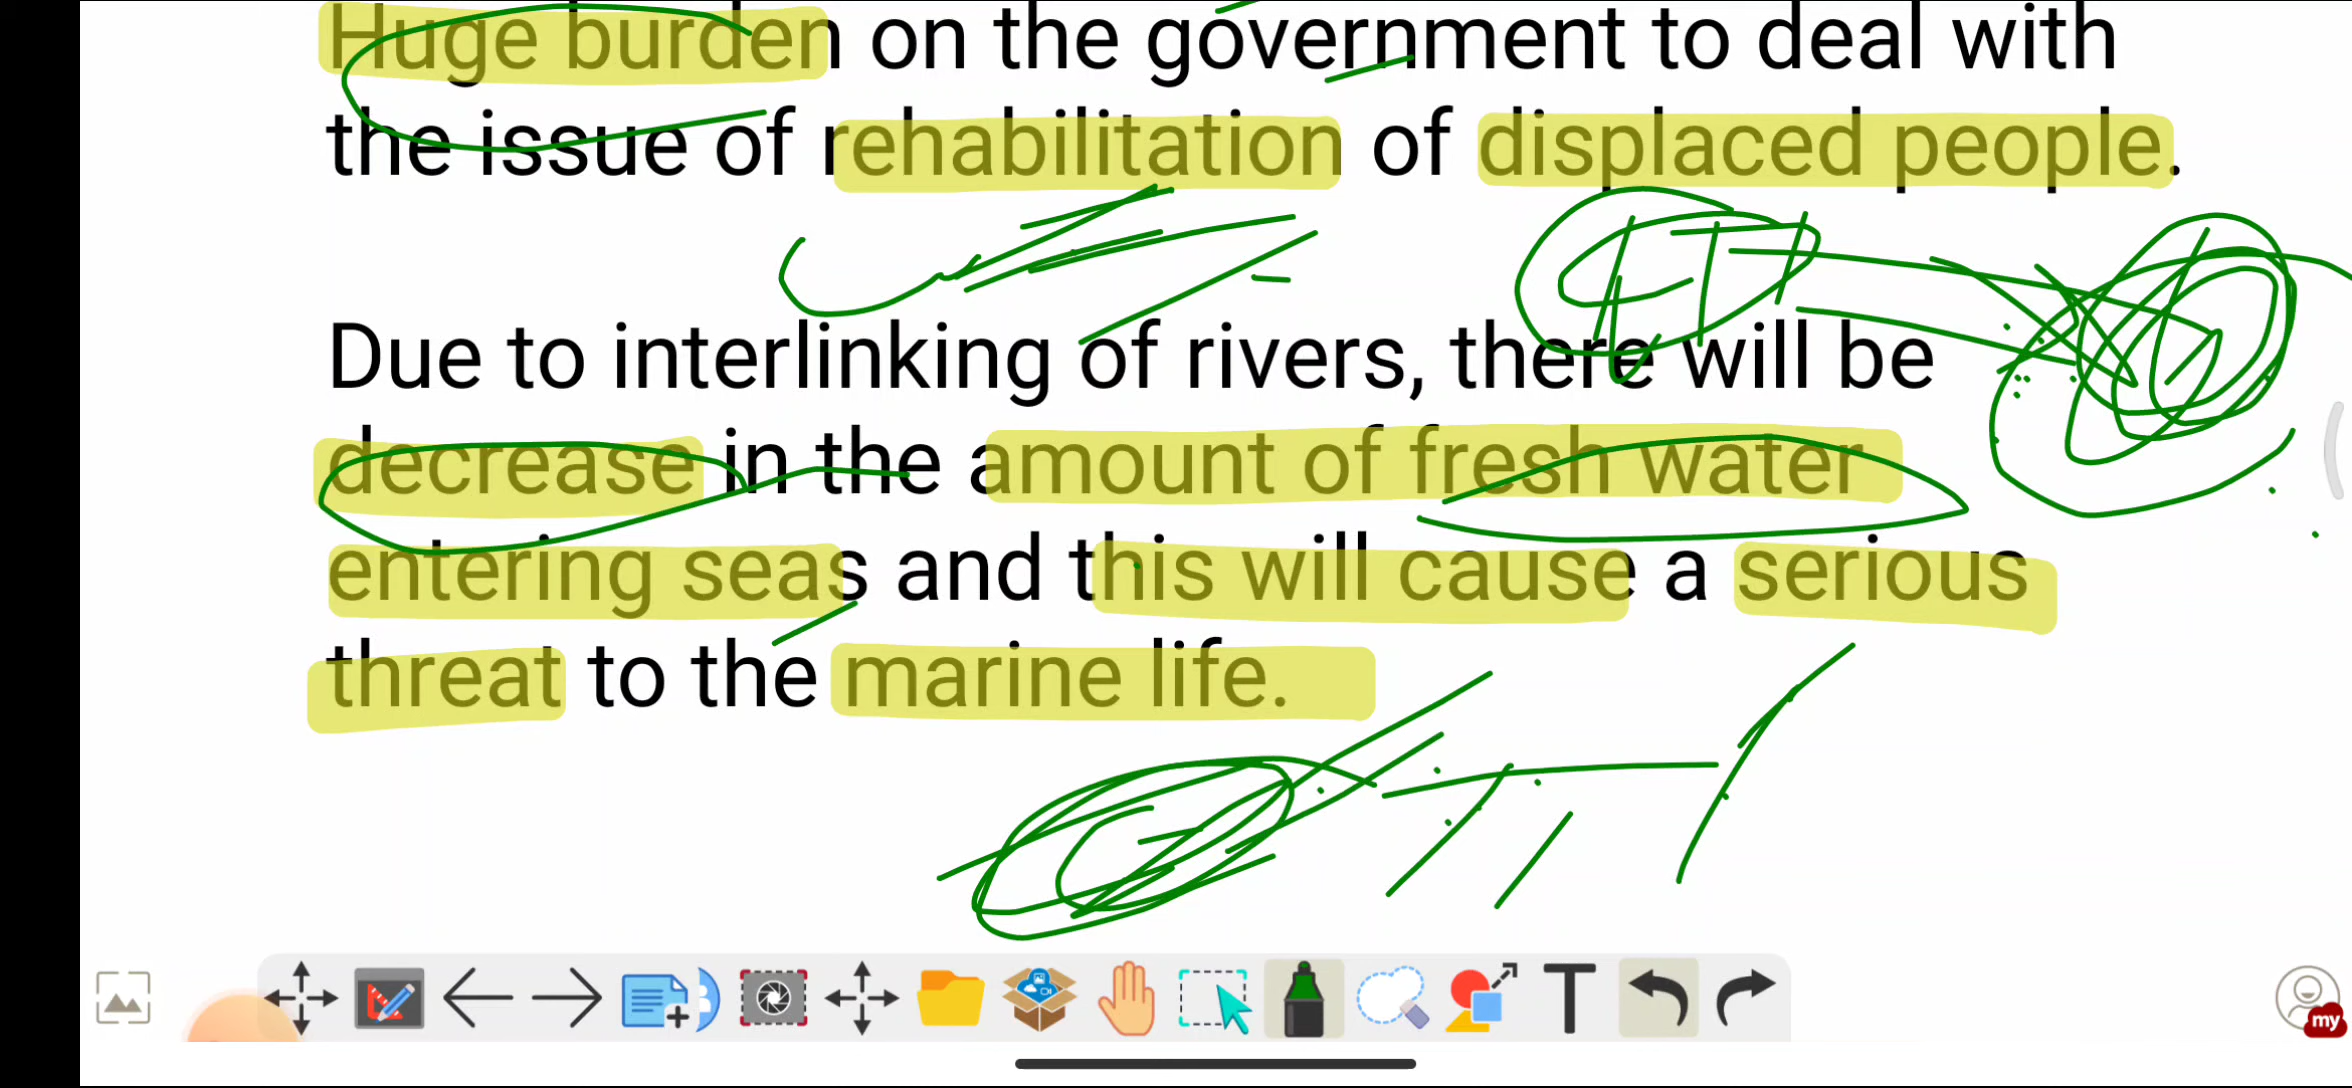 Huge burden on the government to deal with
the issue of rehabilitation of displaced people.
Due to interlinking of rivers, there will be
decrease in the amount of fresh water
entering seas and this will cause a serious
threat to the marine life.
T
my